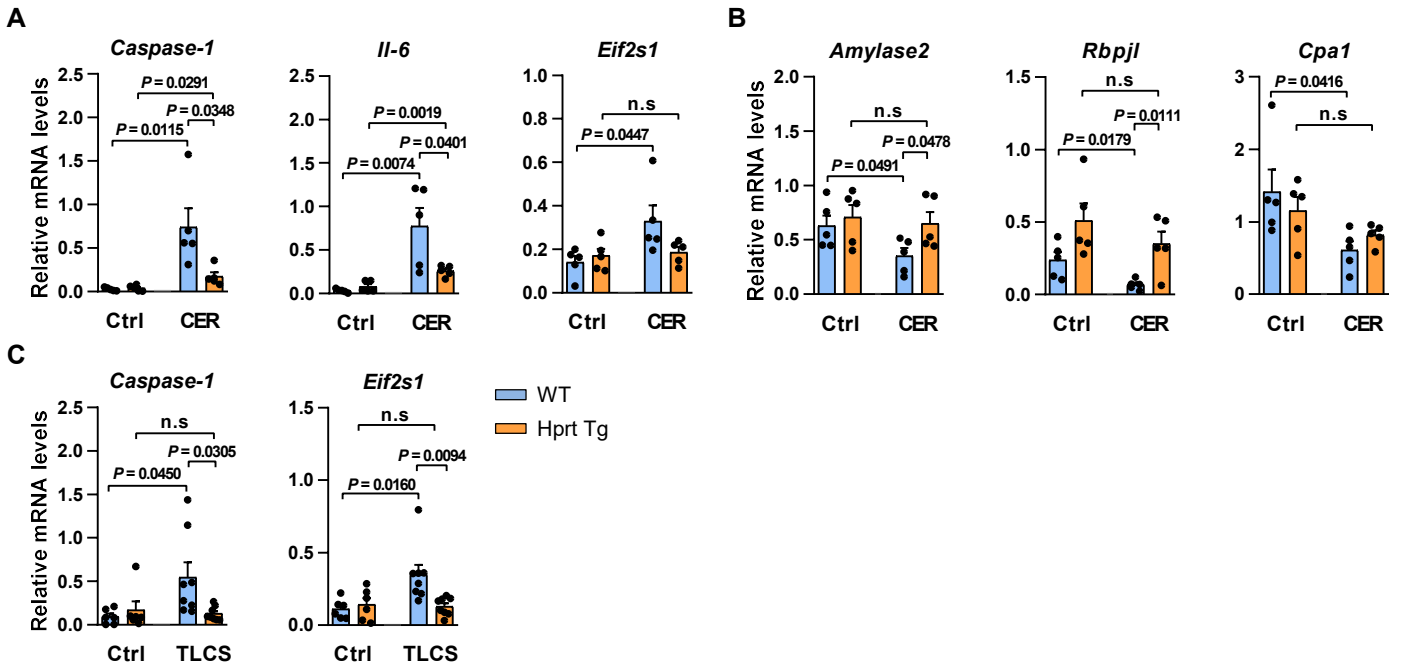 A
B
Caspase-1
Il-6
Eif2s1
Amylase2
Rbpjl
Cpa1
Relative mRNA levels
2.5
2.0
1.5
1.0
0.5
0.0
P = 0.0291
P = 0.0348
P = 0.0115
Ctrl CER
2.5
2.0
1.5
1.0
0.5
0.0
P = 0.0019
P = 0.0401
P = 0.0074
Ctrl CER
1.0
0.8
0.6
0.4
0.2
0.0
n.s
P = 0.0447
Ctrl CER
Relative mRNA levels
2.0
1.5
1.0
0.5
0.0
n.s
P = 0.0478
P = 0.0491
Ctrl CER
1.5
1.0
0.5
0.0
n.s
P = 0.0111
P = 0.0179
Ctrl CER
3
2
1
0
P = 0.0416
n.s
Ctrl CER
C
Caspase-1
Eif2s1
Relative mRNA levels
2.5
2.0
1.5
1.0
0.5
0.0
n.s
P = 0.0305
P = 0.0450
Ctrl TLCS
1.5
1.0
0.5
0.0
n.s
P = 0.0094
P = 0.0160
Ctrl TLCS
WT
Hprt Tg